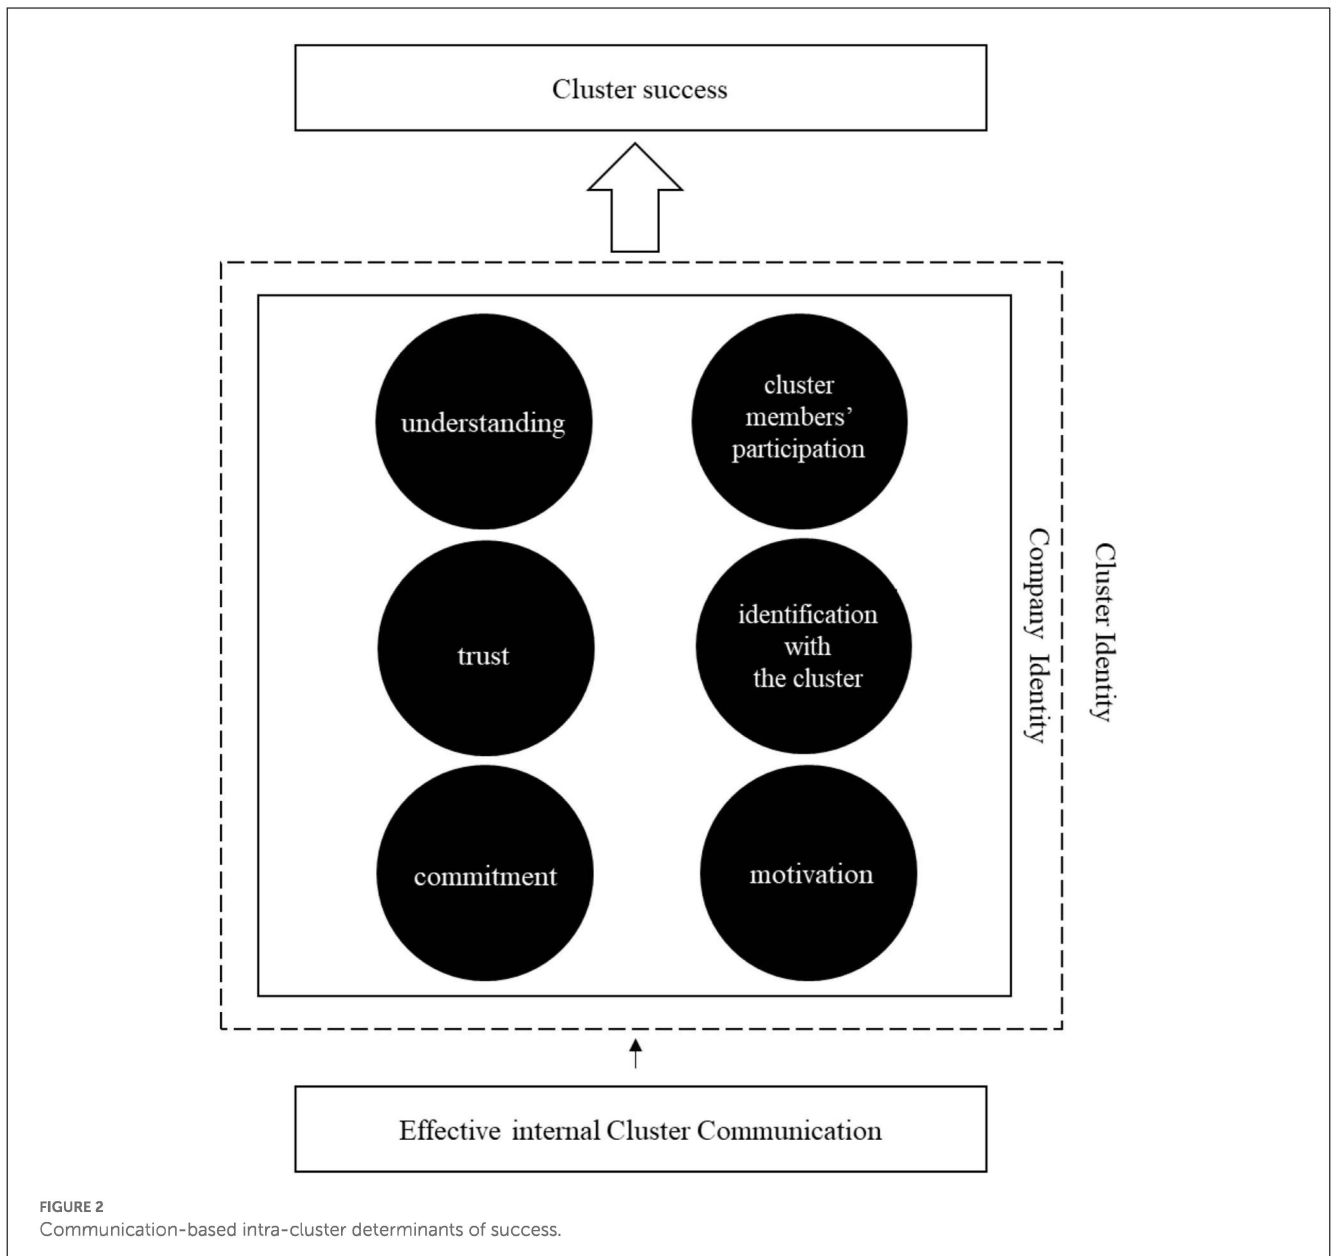 Cluster success
understanding
cluster
members’
participation
trust
identification
with
the cluster
commitment
motivation
Company Identity
Cluster Identity
Effective internal Cluster Communication
FIGURE 2
Communication-based intra-cluster determinants of success.